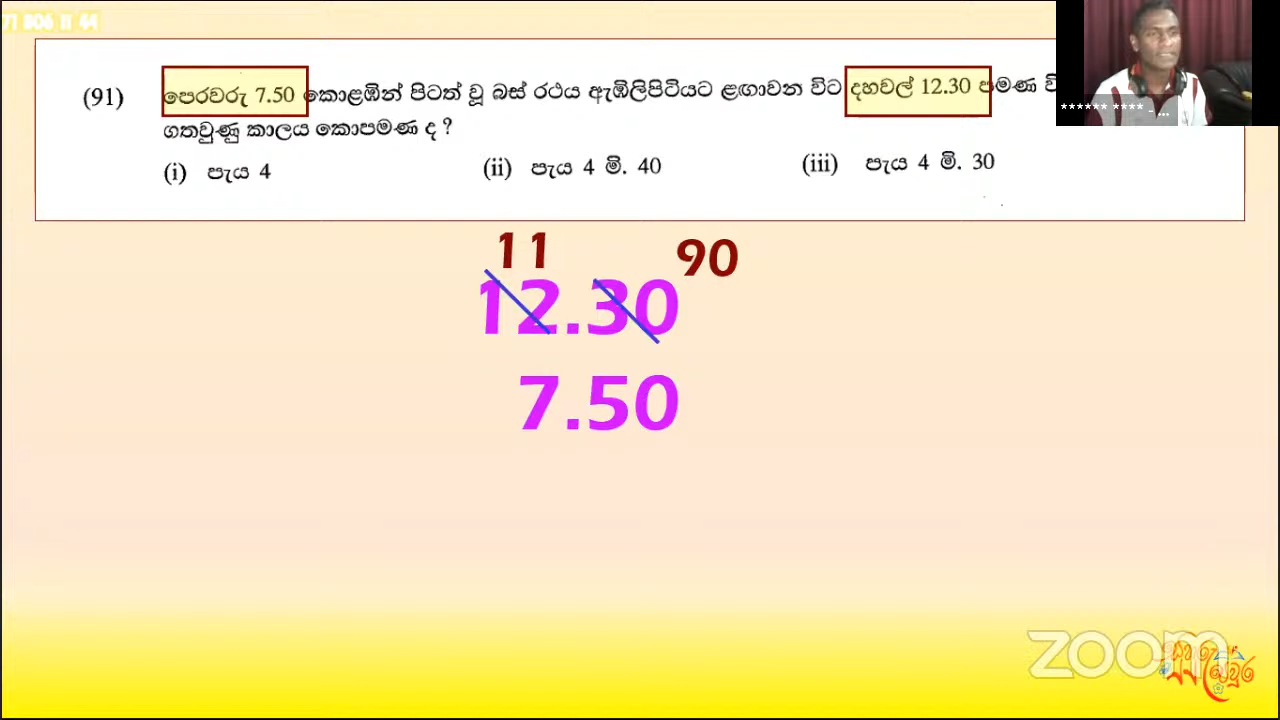 (91) පෙරවරු 7.50 කොළඹින් පිටත් වූ බස් රථය ඇඹිලිපිටියට ළඟාවන විට දහවල් 12.30 පමණ වි
ගතවුණු කාලය කොපමණ ද ?
(i) පැය 4 (ii) පැය 4 මි. 40 (iii) පැය 4 මි. 30
11 90
12.30
7.50
****** **** - ...
zoom